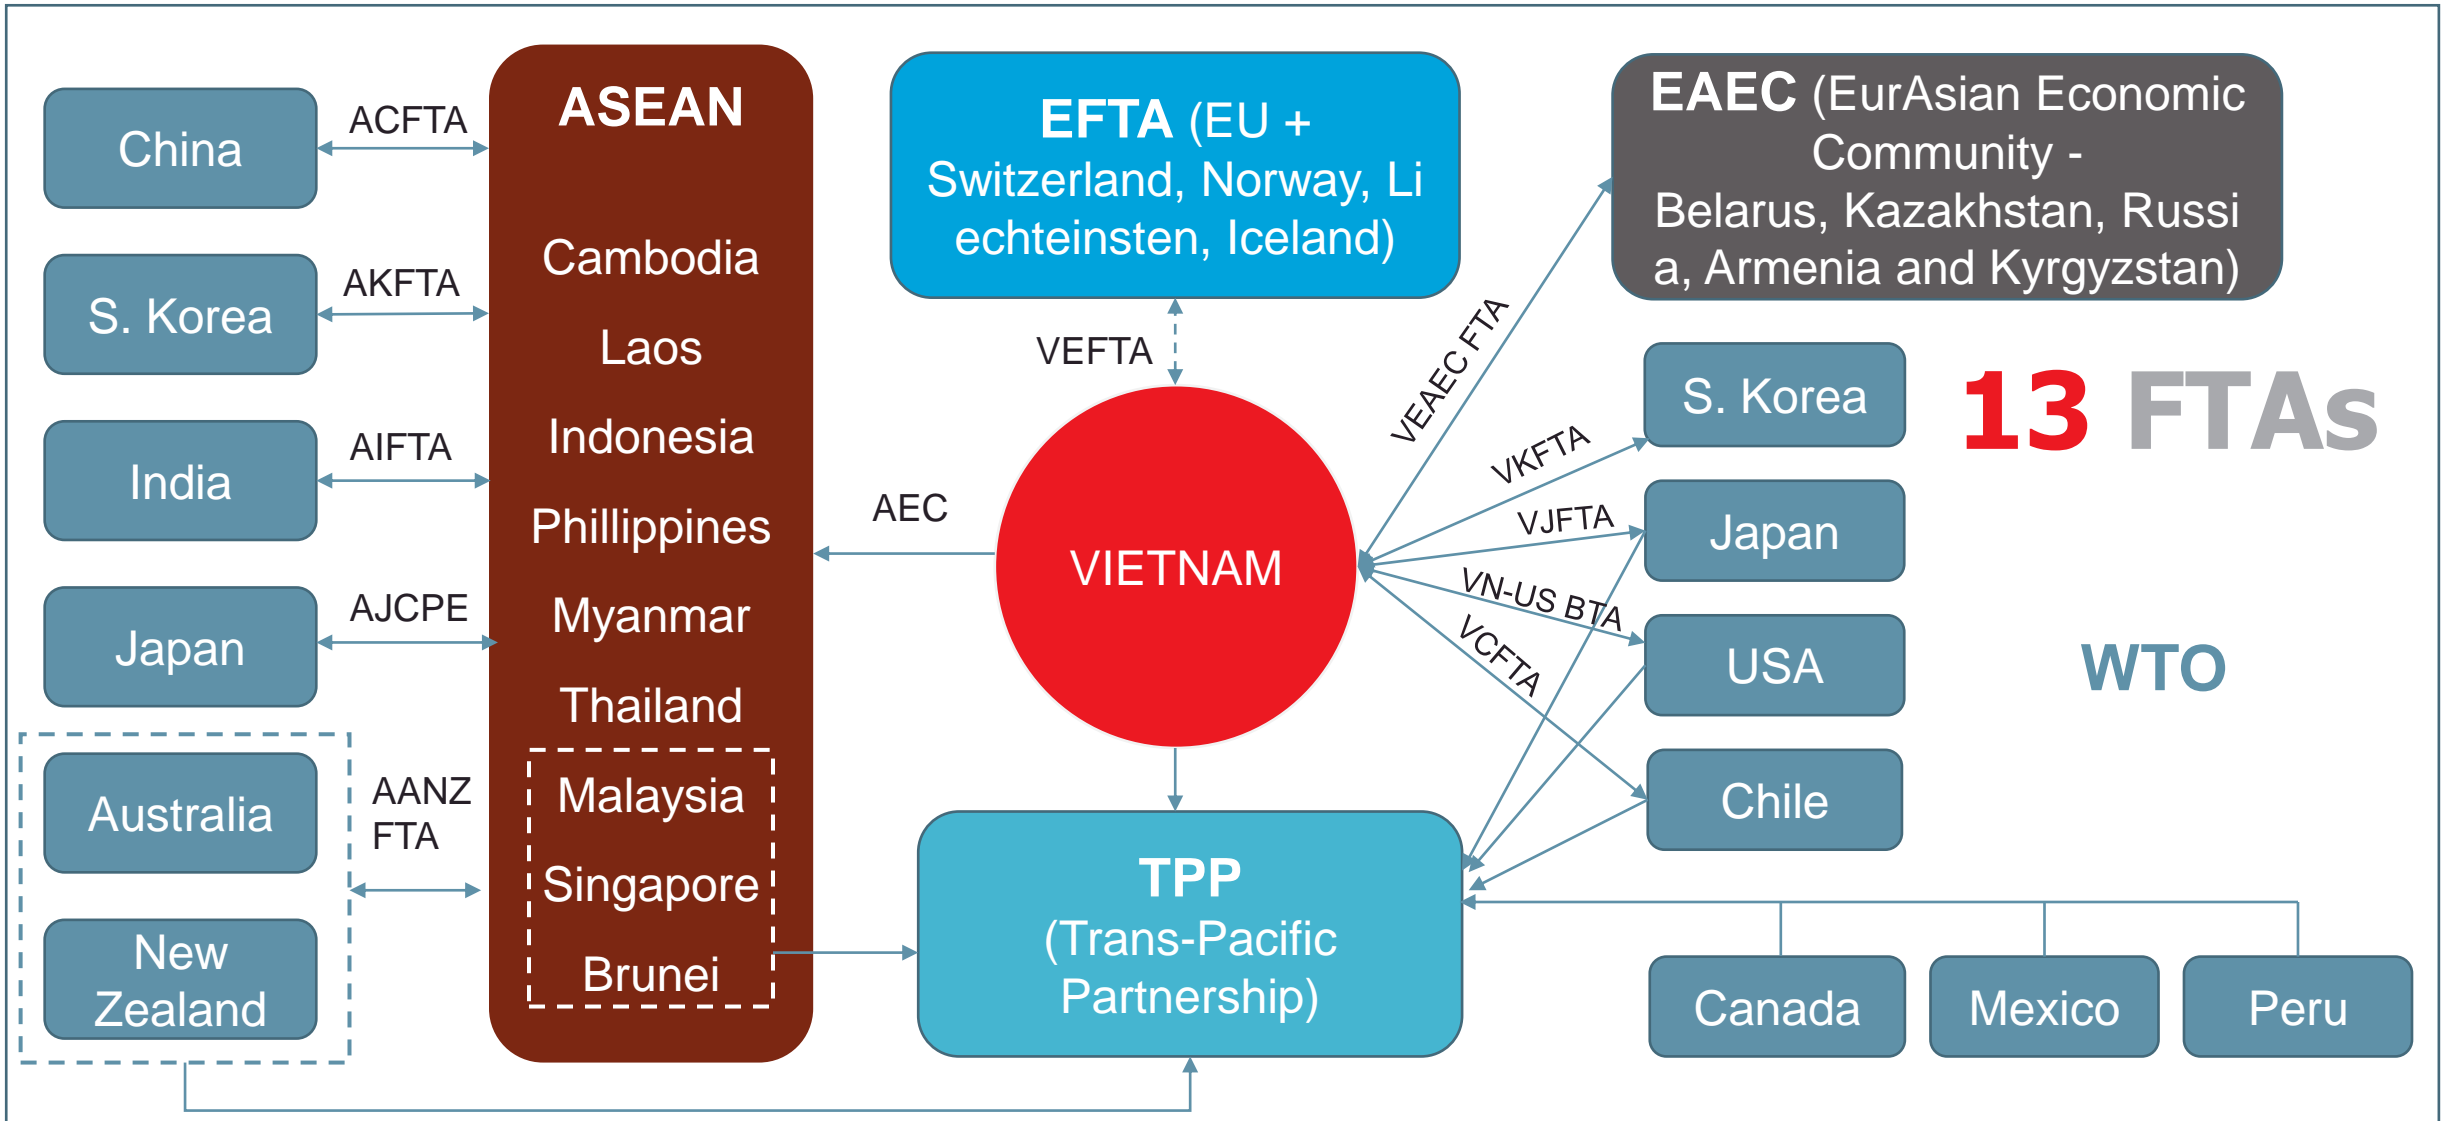 China
ACFTA
S. Korea
AKFTA
India
AIFTA
Japan
AJCPE
Australia
New
Zealand
AANZ
FTA
ASEAN
Cambodia
Laos
Indonesia
Phillippines
Myanmar
Thailand
Malaysia
Singapore
Brunei
EFTA (EU +
Switzerland, Norway, Li
echteinsten, Iceland)
VEFTA
AEC
VIETNAM
TPP
(Trans-Pacific
Partnership)
EAEC (EurAsian Economic
Community -
Belarus, Kazakhstan, Russi
a, Armenia and Kyrgyzstan)
VEAEC FTA
VKFTA
S. Korea
VJFTA
Japan
VN-US BTA
USA
VCFTA
Chile
13 FTAs
WTO
Canada
Mexico
Peru